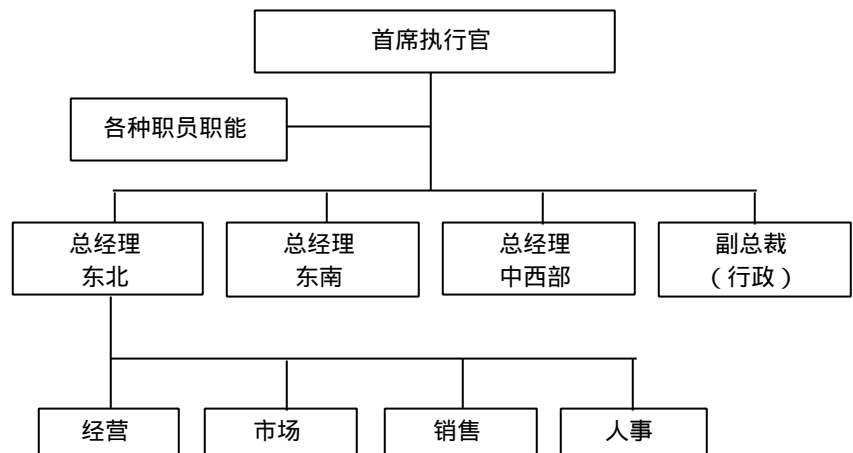 首席执行官
各种职员职能
总经理
东北
总经理
东南
总经理
中西部
副总裁
（行政）
经营
市场
销售
人事